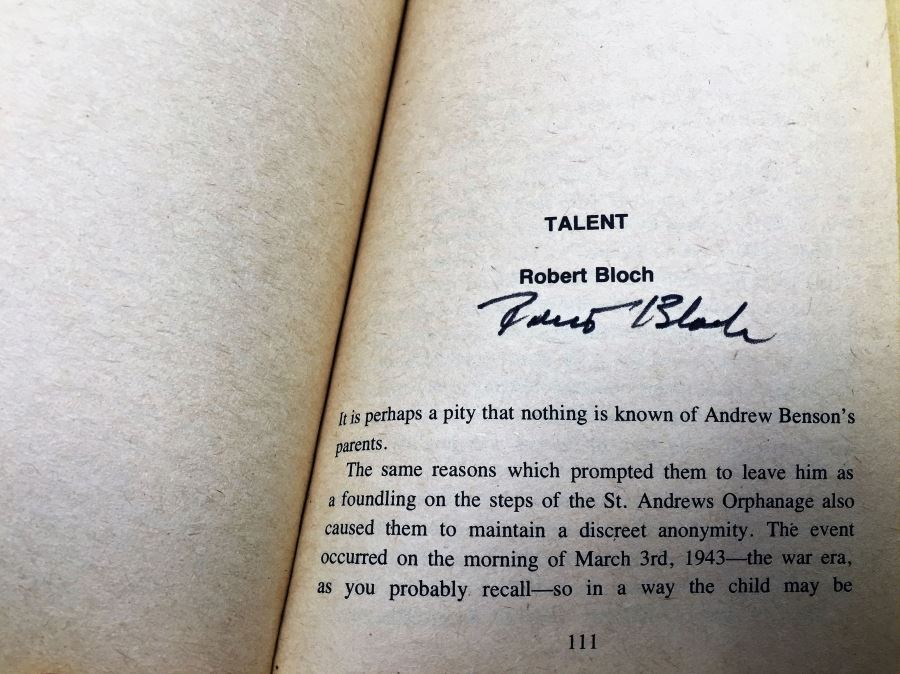 TALENT
Robert Bloch
Robert Bloch
It is perhaps a pity that nothing is known of Andrew Benson's
parents.
The same reasons which prompted them to leave him as
a foundling on the steps of the St. Andrews Orphanage also
caused them to maintain a discreet anonymity. The event
occurred on the morning of March 3rd, 1943—the war era,
as you probably recall—so in a way the child may be
111